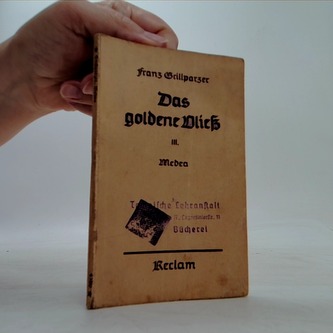 Franz Grillparzer
Das
goldene Vließ
III.
Medea
Lehranstalt
Bücherei
Reclam